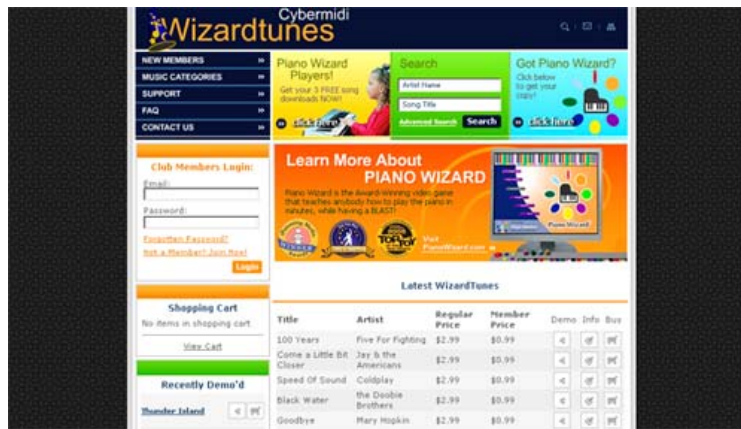 Cybermidi
Wizardtunes
NEW MEMBERS
MUSIC CATEGORIES
SUPPORT
FAQ
CONTACT US
Piano Wizard
Players!
Get your 3 FREE song
downloads NOW!
click here
Search
Artist Name
Song Title
Advanced Search Search
Got Piano Wizard?
Click below
to get your
copy!
click here
Club Members Login:
Email:
Password:
Forgotten Password?
Not a Member? Join Now!
Login
Learn More About
PIANO WIZARD
Piano Wizard is the Award-Winning video game
that teaches anybody how to play the piano in
minutes, while having a BLAST!
WINNER
TOP TOY
Visit
PianoWizard.com
Piano Wizard
Shopping Cart
No items in shopping cart
View Cart
Recently Demo'd
Thunder Island
Latest WizardTunes
Title Artist Regular Price Member Price Demo Info Buy
100 Years Five For Fighting $2.99 $0.99
Come a Little Bit Closer Jay & the Americans $2.99 $0.99
Speed Of Sound Coldplay $2.99 $0.99
Black Water the Doobie Brothers $2.99 $0.99
Goodbye Mary Hopkin $2.99 $0.99